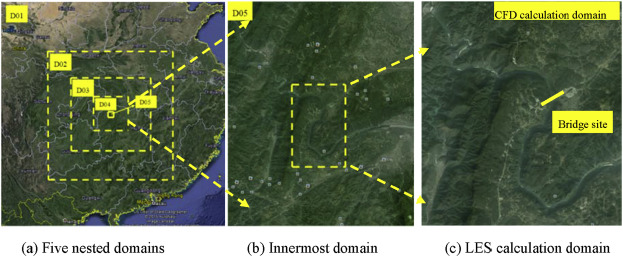 D01
D02
D03
D04
D05
D05
CFD calculation domain
Bridge site
(a) Five nested domains
(b) Innermost domain
(c) LES calculation domain